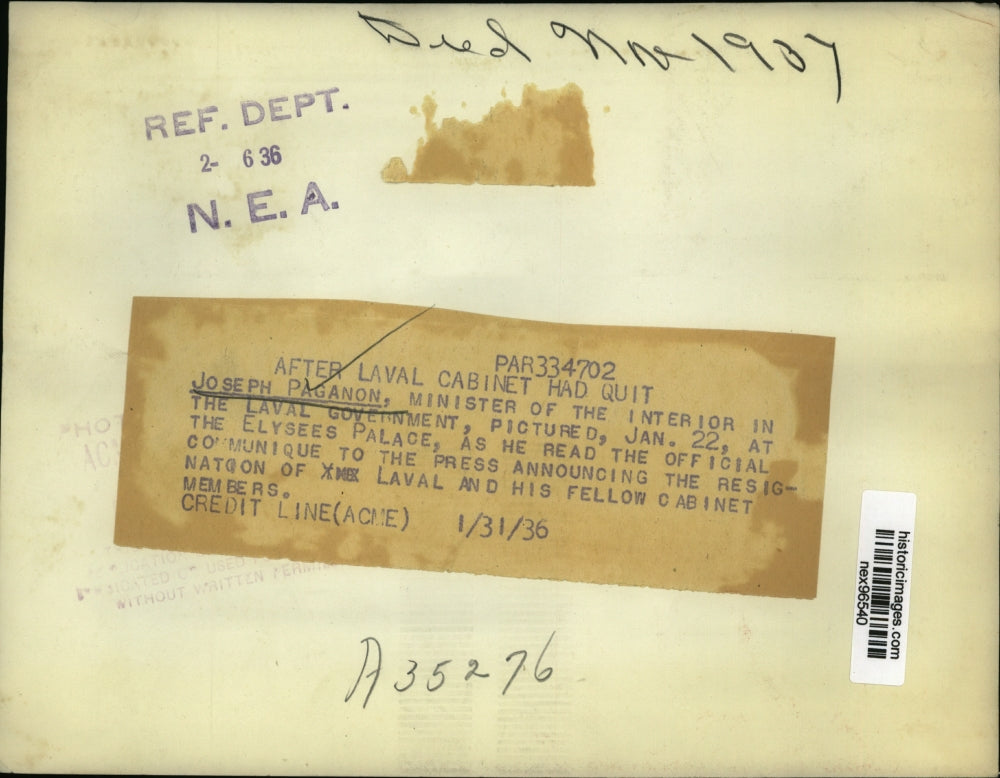 Died Nov 1937
REF. DEPT.
2- 6 36
N. E. A.
PAR334702
AFTER LAVAL CABINET HAD QUIT
JOSEPH PAGANON, MINISTER OF THE INTERIOR IN
THE LAVAL GOVERNMENT, PICTURED, JAN. 22, AT
THE ELYSEES PALACE, AS HE READ THE OFFICIAL
COMMUNIQUE TO THE PRESS ANNOUNCING THE RESIG-
NATION OF LAVAL AND HIS FELLOW CABINET
MEMBERS.
CREDIT LINE(ACME) 1/31/36
USED
WITHOUT WRITTEN
A35276
historicimages.com
nex96540